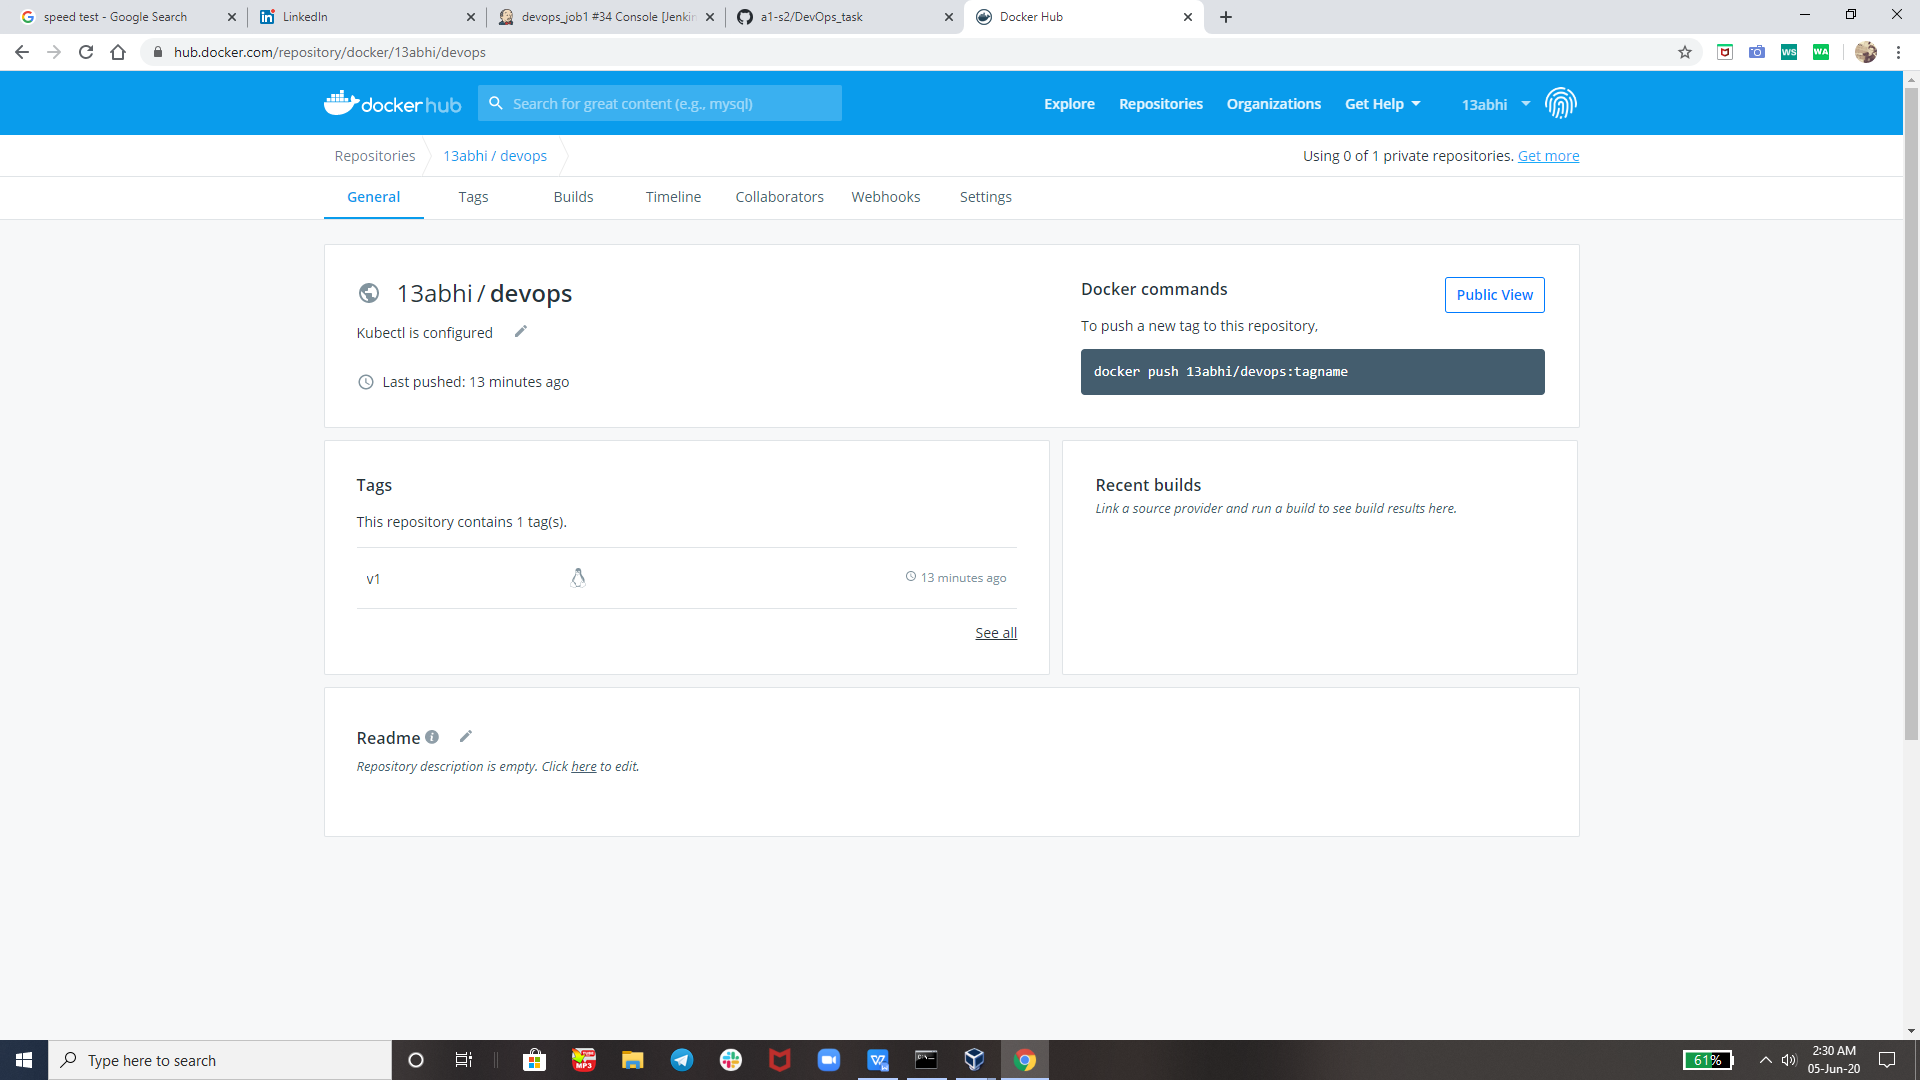 speed test - Google Search
LinkedIn
devops_job1 #34 Console [Jenkin
a1-s2/DevOps_task
Docker Hub
hub.docker.com/repository/docker/13abhi/devops
WS
WA
docker hub
Search for great content (e.g., mysql)
Explore
Repositories
Organizations
Get Help
13abhi
Repositories
13abhi / devops
Using 0 of 1 private repositories. Get more
General
Tags
Builds
Timeline
Collaborators
Webhooks
Settings
13abhi / devops
Kubectl is configured
Last pushed: 13 minutes ago
Docker commands
Public View
To push a new tag to this repository,
docker push 13abhi/devops:tagname
Tags
This repository contains 1 tag(s).
v1
13 minutes ago
See all
Recent builds
Link a source provider and run a build to see build results here.
Readme
Repository description is empty. Click here to edit.
Type here to search
MP3
61%
2:30 AM
05-Jun-20